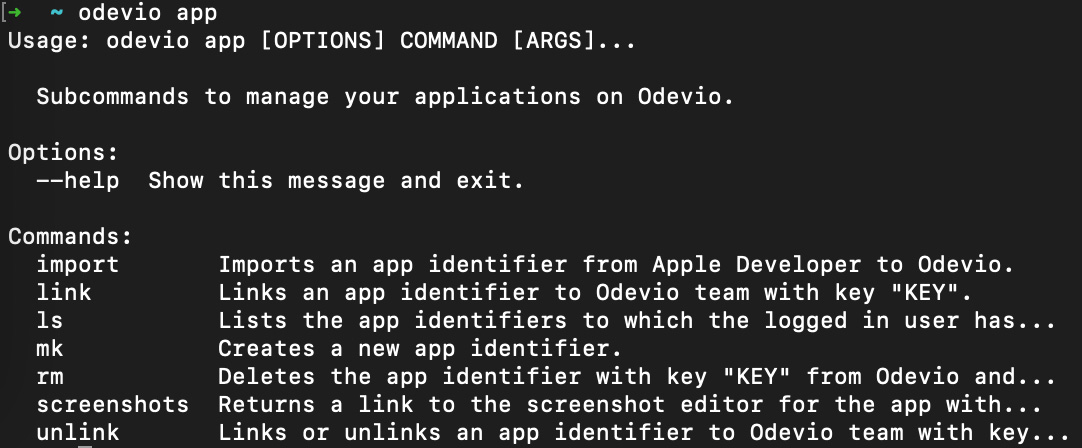 [➜  ~ odevio app
Usage: odevio app [OPTIONS] COMMAND [ARGS]...

  Subcommands to manage your applications on Odevio.

Options:
  --help  Show this message and exit.

Commands:
  import       Imports an app identifier from Apple Developer to Odevio.
  link         Links an app identifier to Odevio team with key "KEY".
  ls           Lists the app identifiers to which the logged in user has...
  mk           Creates a new app identifier.
  rm           Deletes the app identifier with key "KEY" from Odevio and...
  screenshots  Returns a link to the screenshot editor for the app with...
  unlink       Links or unlinks an app identifier to Odevio team with key...